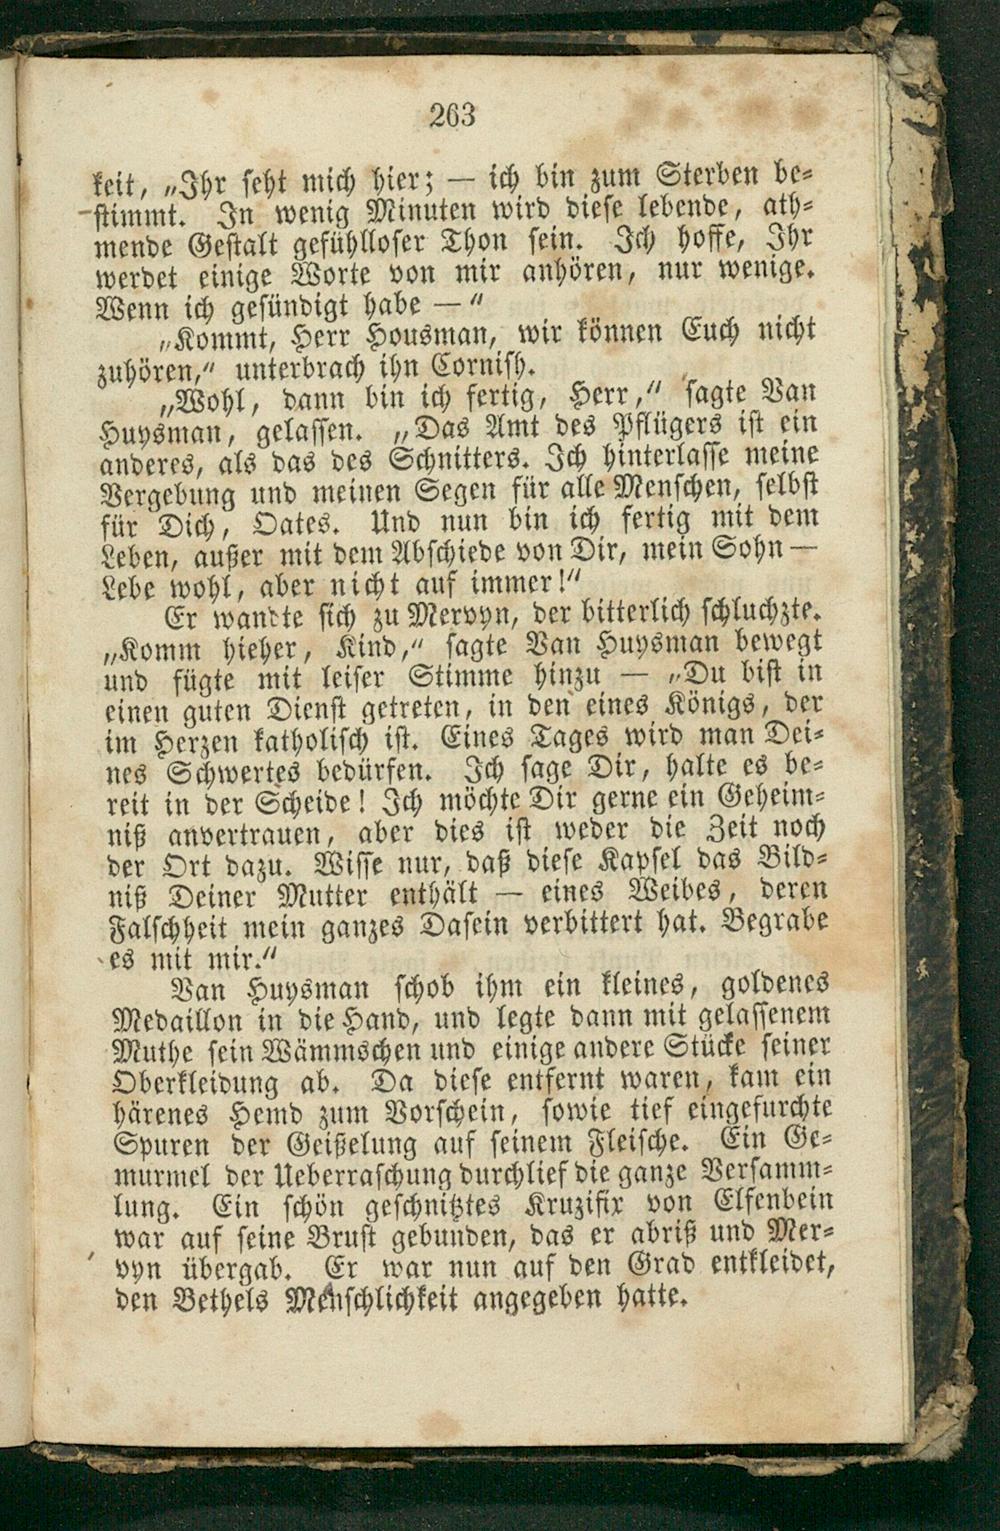 263
keit, „Ihr seht mich hier; — ich bin zum Sterben be-
stimmt. In wenig Minuten wird diese lebende, ath-
mende Gestalt gefühlloser Thon sein. Ich hoffe, Ihr
werdet einige Worte von mir anhören, nur wenige.
Wenn ich gesündigt habe —“
„Kommt, Herr Housman, wir können Euch nicht
zuhören,“ unterbrach ihn Cornish.
„Wohl, dann bin ich fertig, Herr,“ sagte Van
Huysman, gelassen. „Das Amt des Pflügers ist ein
anderes, als das des Schnitters. Ich hinterlasse meine
Vergebung und meinen Segen für alle Menschen, selbst
für Dich, Oates. Und nun bin ich fertig mit dem
Leben, außer mit dem Abschiede von Dir, mein Sohn —
Lebe wohl, aber nicht auf immer!“
Er wandte sich zu Mervyn, der bitterlich schluchzte.
„Komm hieher, Kind,“ sagte Van Huysman bewegt
und fügte mit leiser Stimme hinzu — „Du bist in
einen guten Dienst getreten, in den eines Königs, der
im Herzen katholisch ist. Eines Tages wird man Dei-
nes Schwertes bedürfen. Ich sage Dir, halte es be-
reit in der Scheide! Ich möchte Dir gerne ein Geheim-
niß anvertrauen, aber dies ist weder die Zeit noch
der Ort dazu. Wisse nur, daß diese Kapsel das Bild-
niß Deiner Mutter enthält — eines Weibes, deren
Falschheit mein ganzes Dasein verbittert hat. Begrabe
es mit mir.“
Van Huysman schob ihm ein kleines, goldenes
Medaillon in die Hand, und legte dann mit gelassenem
Muthe sein Wämmschen und einige andere Stücke seiner
Oberkleidung ab. Da diese entfernt waren, kam ein
härenes Hemd zum Vorschein, sowie tief eingefurchte
Spuren der Geißelung auf seinem Fleische. Ein Ge-
murmel der Ueberraschung durchlief die ganze Versamm-
lung. Ein schön geschnitztes Kruzifix von Elfenbein
war auf seine Brust gebunden, das er abriß und Mer-
vyn übergab. Er war nun auf den Grad entkleidet,
den Bethels Menschlichkeit angegeben hatte.